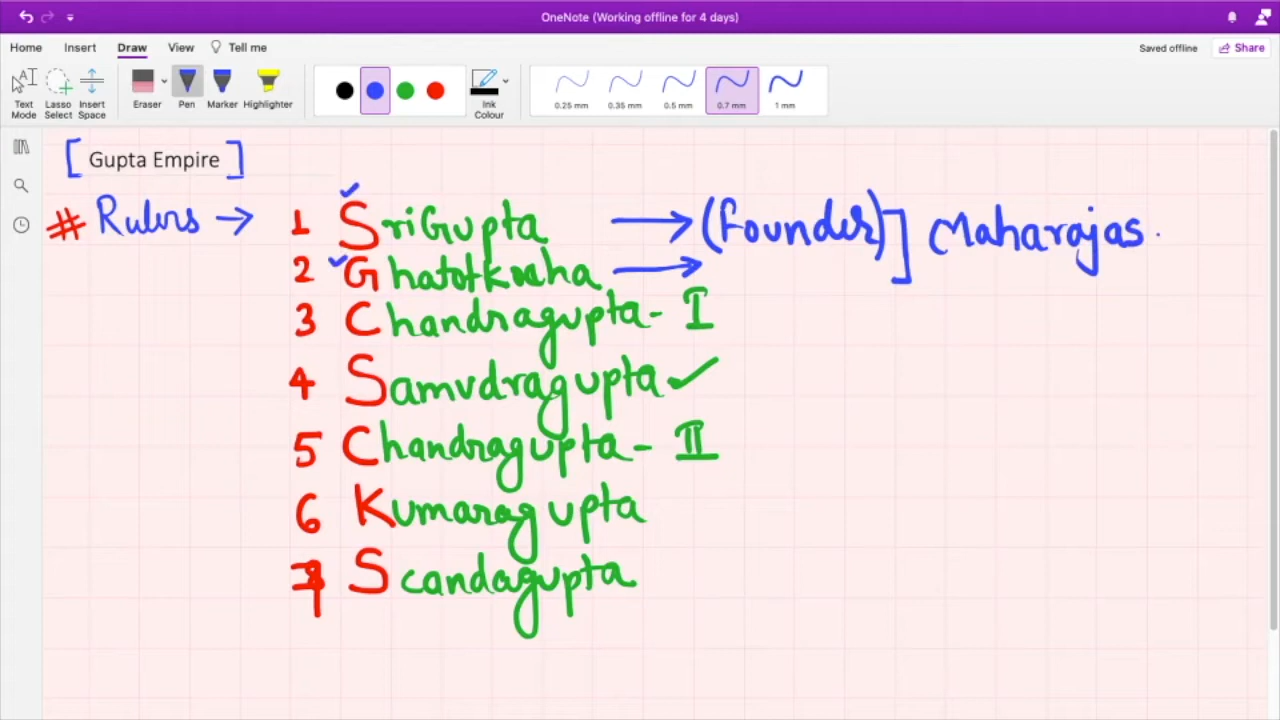 OneNote (Working offline for 4 days)
Home Insert Draw View Tell me Saved offline Share
Text Mode Lasso Select Insert Space Eraser Pen Marker Highlighter Ink Colour 0.25 mm 0.35 mm 0.5 mm 0.7 mm 1 mm
[ Gupta Empire ]
# Rulers → 1 SriGupta → (founder)] Maharajas.
2 Ghatotkacha →
3 Chandragupta - I
4 Samudragupta ✓
5 Chandragupta - II
6 Kumaragupta
7 Scandagupta